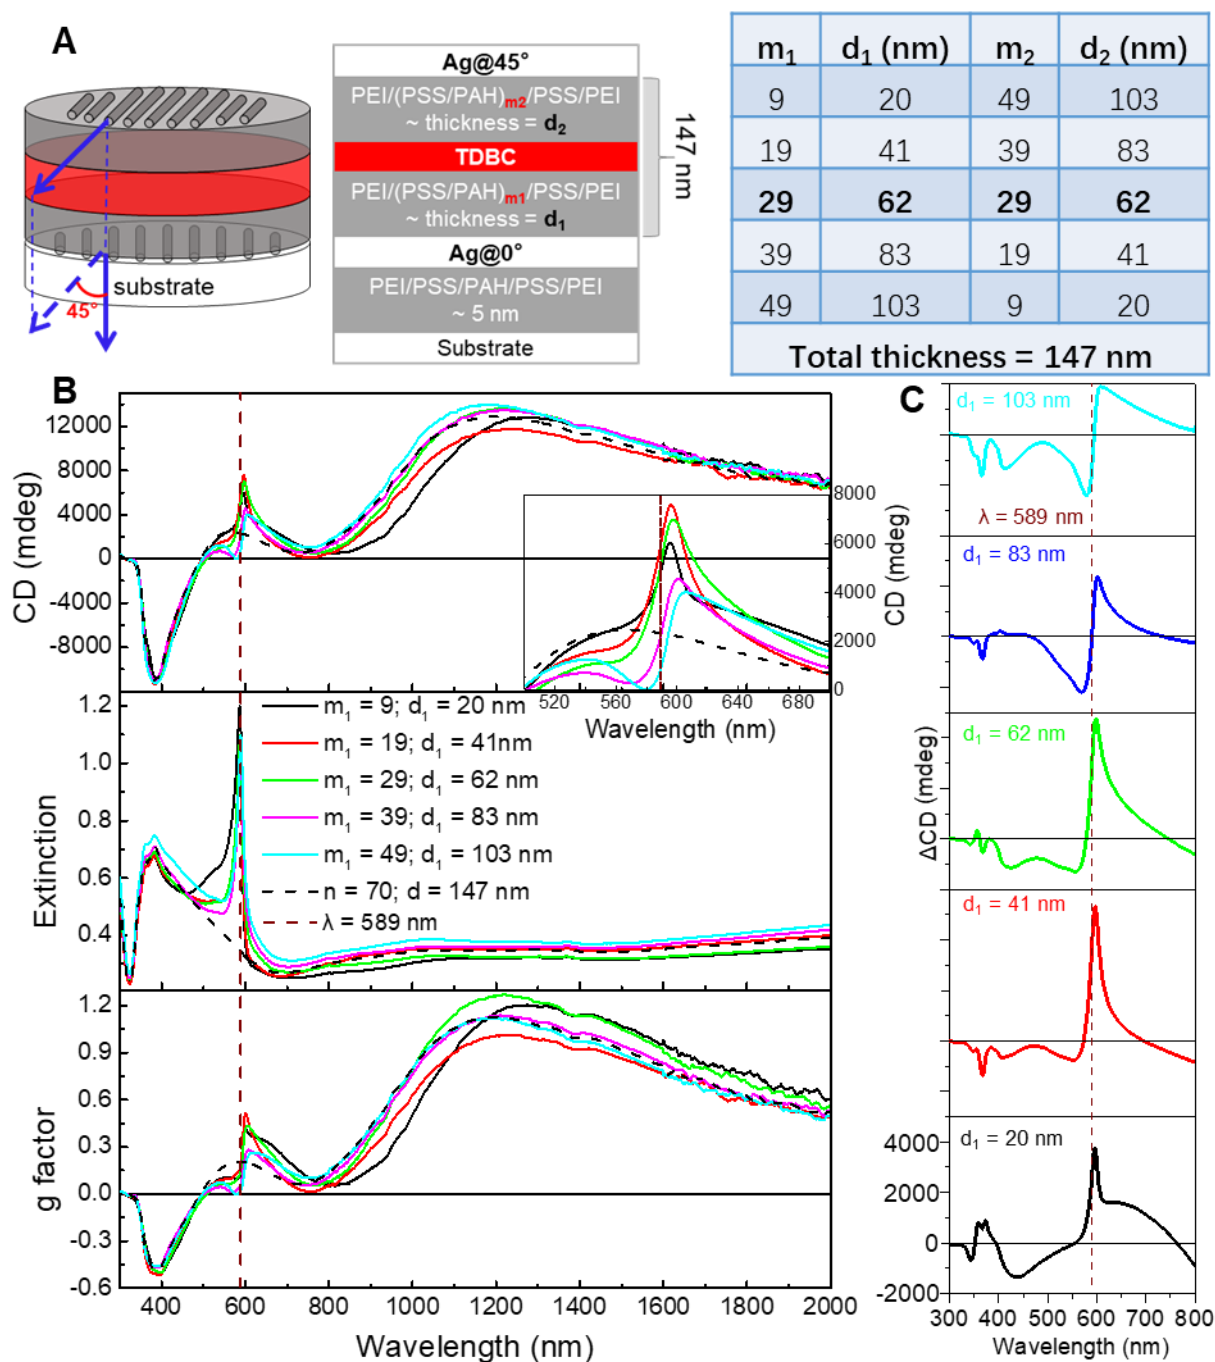 A
substrate
45°
Ag@45°
PEI/(PSS/PAH)m2/PSS/PEI
~ thickness = d2
TDBC
PEI/(PSS/PAH)m1/PSS/PEI
~ thickness = d1
Ag@0°
PEI/PSS/PAH/PSS/PEI
~ 5 nm
Substrate
147 nm
m1 d1 (nm) m2 d2 (nm)
9 20 49 103
19 41 39 83
29 62 29 62
39 83 19 41
49 103 9 20
Total thickness = 147 nm
B
CD (mdeg)
12000
8000
4000
0
-4000
-8000
8000
6000
4000
2000
0
CD (mdeg)
520 560 600 640 680
Wavelength (nm)
Extinction
1.2
1.0
0.8
0.6
0.4
m1 = 9; d1 = 20 nm
m1 = 19; d1 = 41nm
m1 = 29; d1 = 62 nm
m1 = 39; d1 = 83 nm
m1 = 49; d1 = 103 nm
n = 70; d = 147 nm
λ = 589 nm
g factor
1.2
0.9
0.6
0.3
0.0
-0.3
-0.6
400 600 800 1000 1200 1400 1600 1800 2000
Wavelength (nm)
C
d1 = 103 nm
λ = 589 nm
d1 = 83 nm
d1 = 62 nm
ΔCD (mdeg)
d1 = 41 nm
d1 = 20 nm
4000
2000
0
-2000
300 400 500 600 700 800
Wavelength (nm)